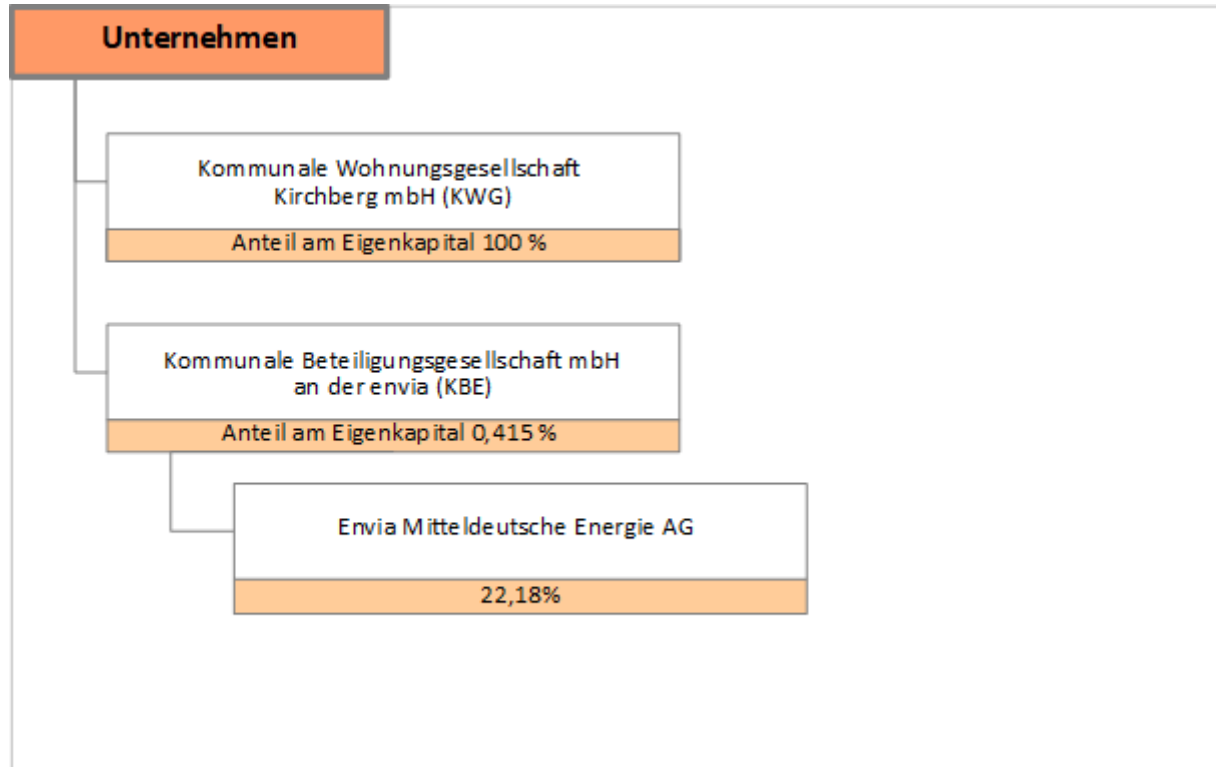 Unternehmen
Kommunale Wohnungsgesellschaft
Kirchberg mbH (KWG)
Anteil am Eigenkapital 100 %
Kommunale Beteiligungsgesellschaft mbH
an der envia (KBE)
Anteil am Eigenkapital 0,415 %
Envia Mitteldeutsche Energie AG
22,18%